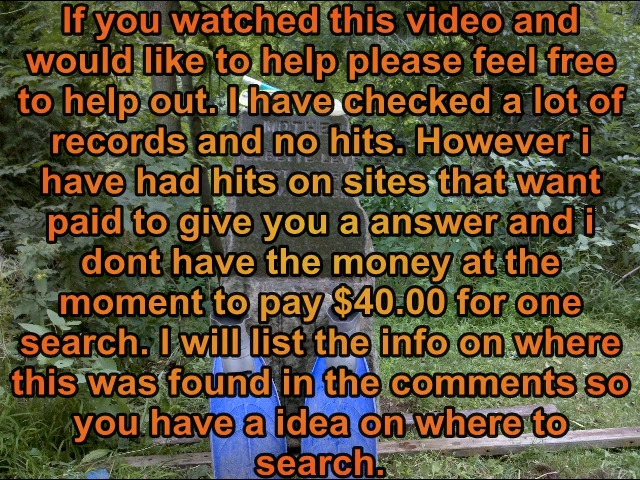 If you watched this video and
would like to help please feel free
to help out. I have checked a lot of
records and no hits. However i
have had hits on sites that want
paid to give you a answer and i
dont have the money at the
moment to pay $40.00 for one
search. I will list the info on where
this was found in the comments so
you have a idea on where to
search.
MOTHER